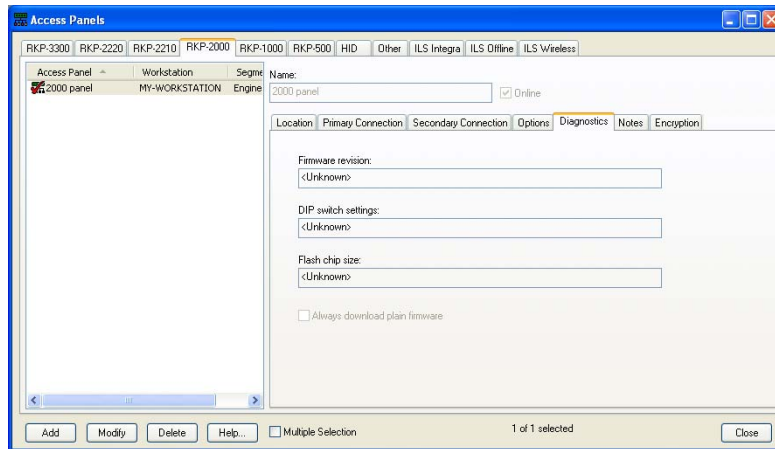 Access Panels
RKP-3300 RKP-2220 RKP-2210 RKP-2000 RKP-1000 RKP-500 HID Other ILS Integra ILS Offline ILS Wireless
Access Panel Workstation Segme
2000 panel MY-WORKSTATION Engine
Name:
2000 panel
Online
Location Primary Connection Secondary Connection Options Diagnostics Notes Encryption
Firmware revision:
<Unknown>
DIP switch settings:
<Unknown>
Flash chip size:
<Unknown>
Always download plain firmware
Add Modify Delete Help... Multiple Selection 1 of 1 selected Close